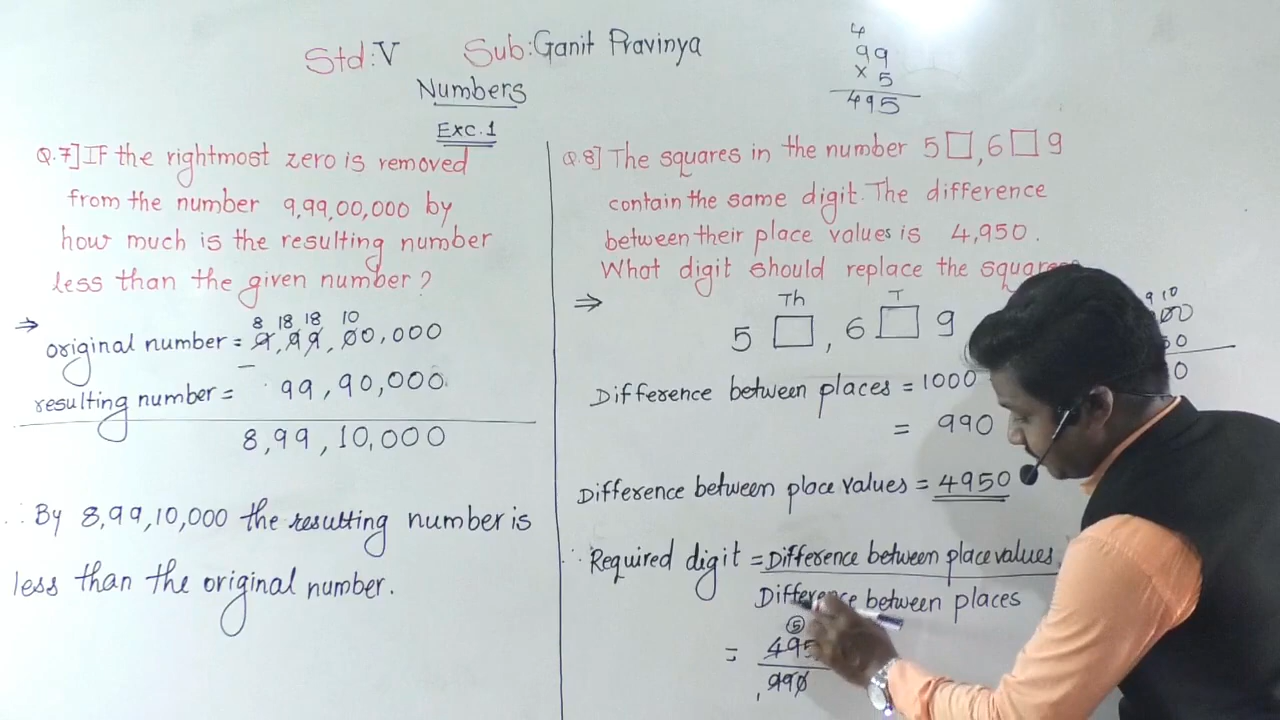 Std:V Sub:Ganit Pravinya
Numbers
Exc.1
4
99
× 5
495
Q.7] IF the rightmost zero is removed
from the number 9,99,00,000 by
how much is the resulting number
less than the given number?
⇒ 8 18 18 10
original number = 9,99,00,000
− 
resulting number = 99,90,000
8,99,10,000
∴ By 8,99,10,000 the resulting number is
less than the original number.
Q.8] The squares in the number 5□,6□9
contain the same digit. The difference
between their place values is 4,950.
What digit should replace the squares
⇒ Th T
5□,6□9
9 10
00
0
0
Difference between places = 1000
= 990
Difference between place values = 4950
∴ Required digit = Difference between place values
Difference between places
5
= 495
990
1